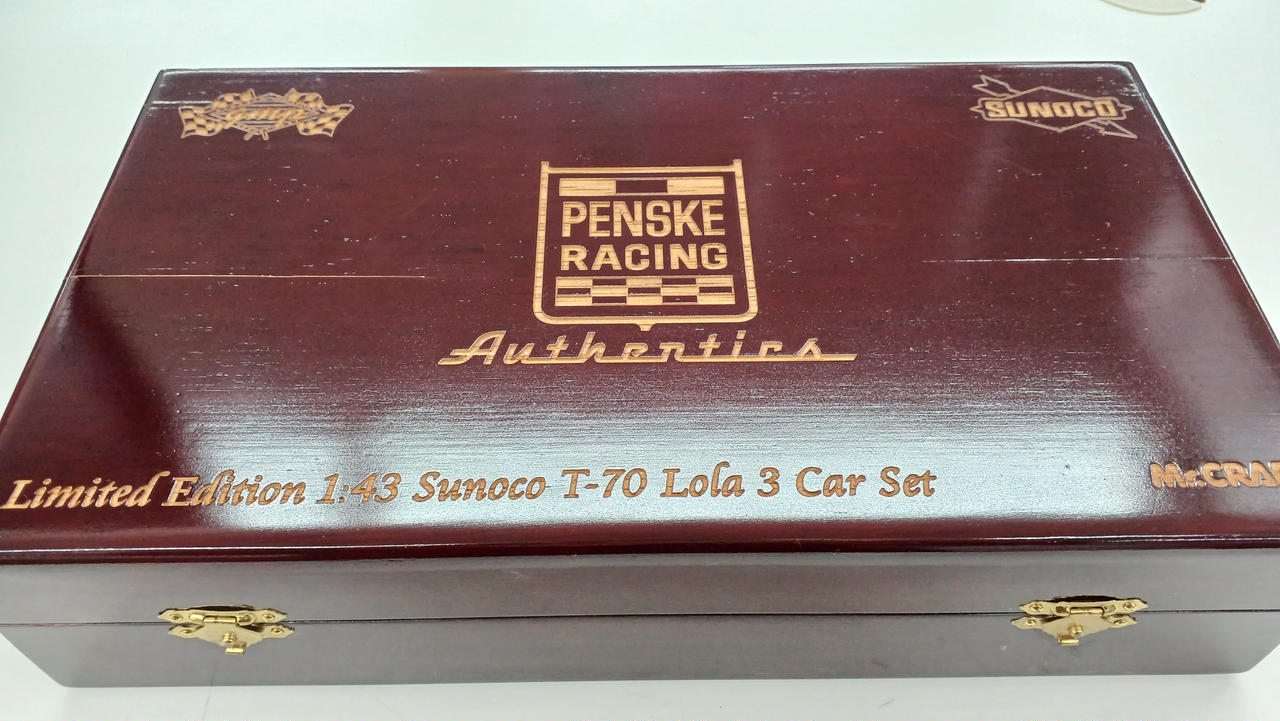 SUNOCO
PENSKE
RACING
Authentics
Limited Edition 1:43 Sunoco T-70 Lola 3 Car Set